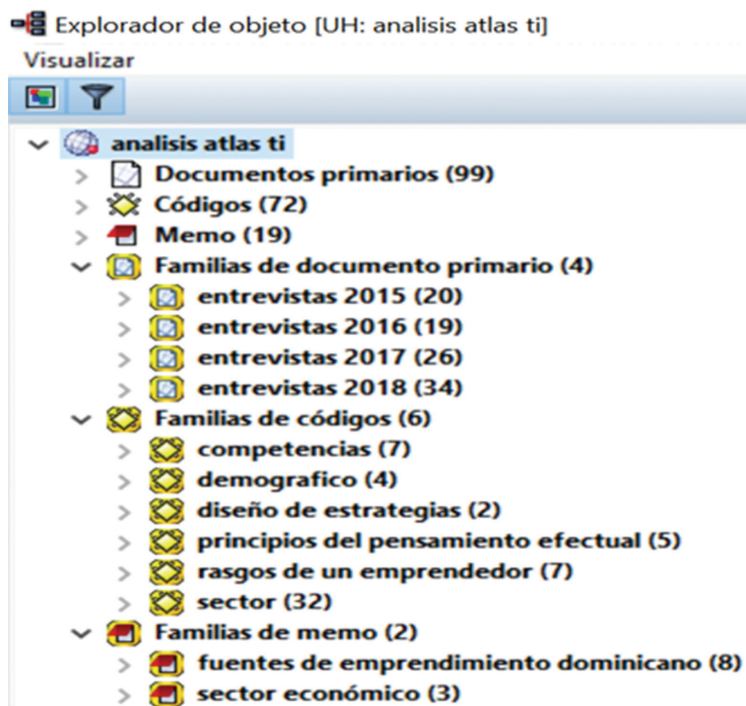 Explorador de objeto [UH: analisis atlas ti]
Visualizar
analisis atlas ti
Documentos primarios (99)
Códigos (72)
Memo (19)
Familias de documento primario (4)
entrevistas 2015 (20)
entrevistas 2016 (19)
entrevistas 2017 (26)
entrevistas 2018 (34)
Familias de códigos (6)
competencias (7)
demografico (4)
diseño de estrategias (2)
principios del pensamiento efectual (5)
rasgos de un emprendedor (7)
sector (32)
Familias de memo (2)
fuentes de emprendimiento dominicano (8)
sector económico (3)